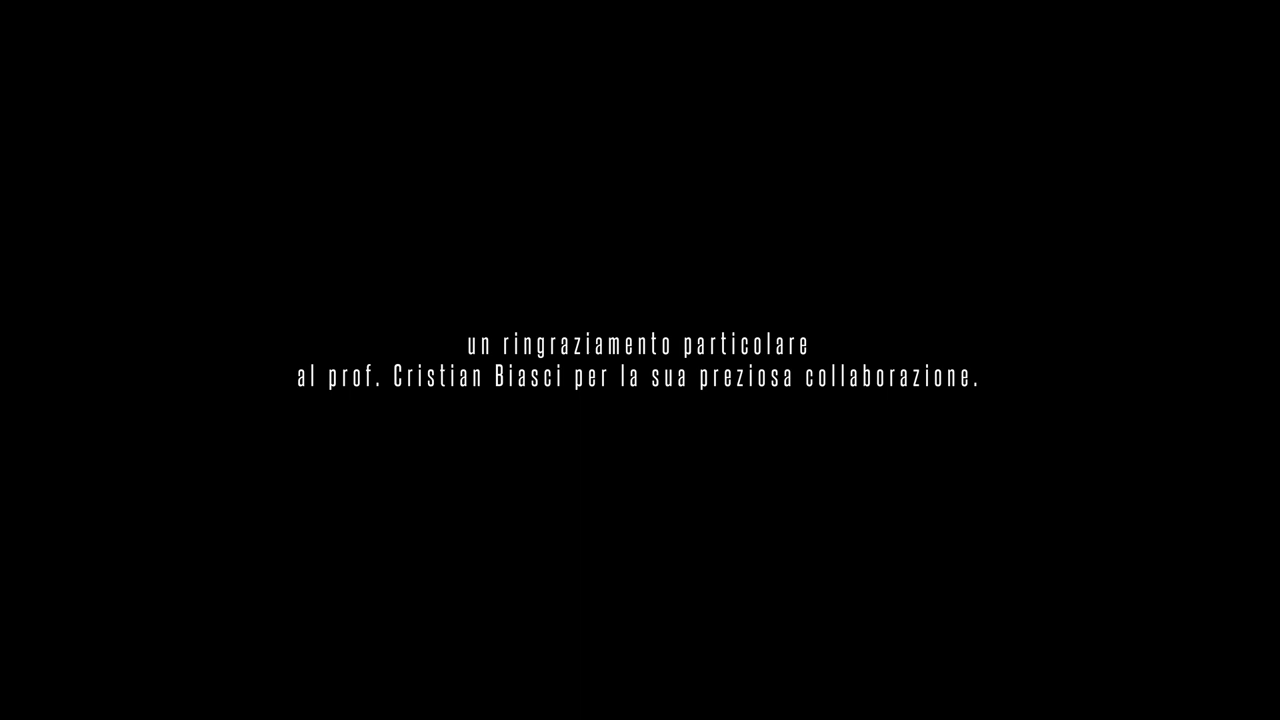 un ringraziamento particolare
al prof. Cristian Biasci per la sua preziosa collaborazione.